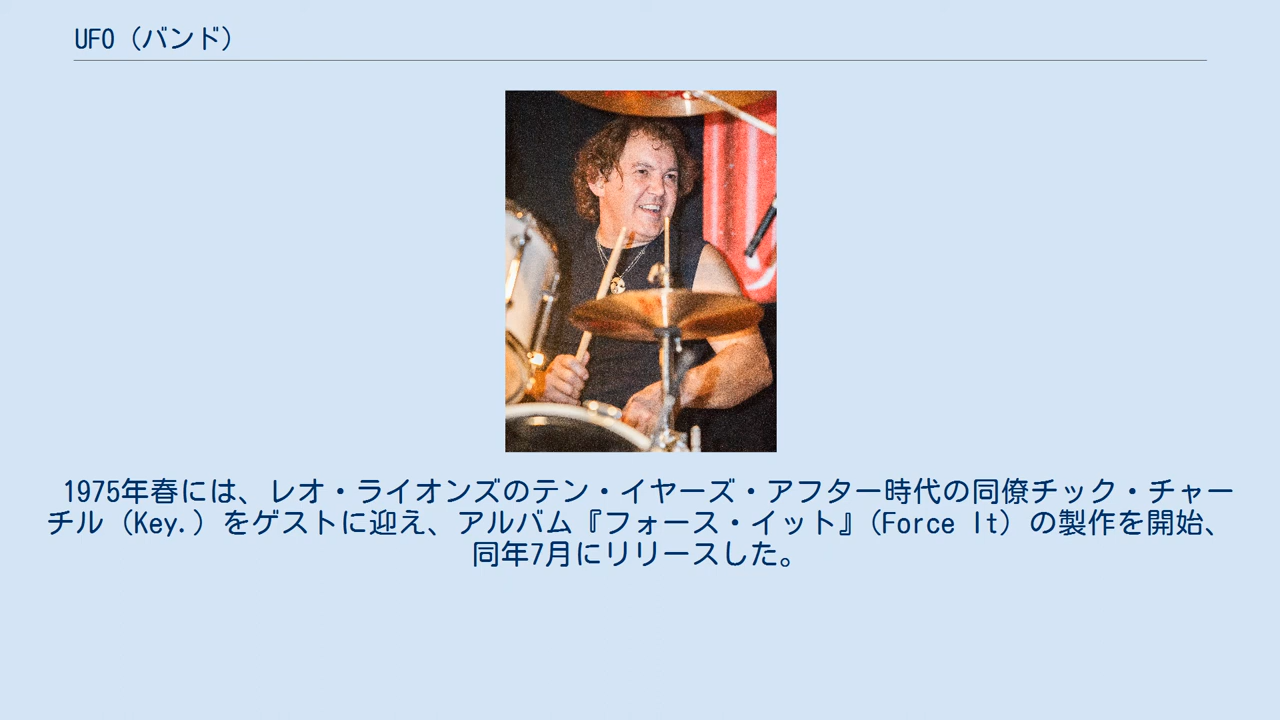 UFO（バンド）
1975年春には、レオ・ライオンズのテン・イヤーズ・アフター時代の同僚チック・チャー
チル（Key.）をゲストに迎え、アルバム『フォース・イット』（Force It）の製作を開始、
同年7月にリリースした。